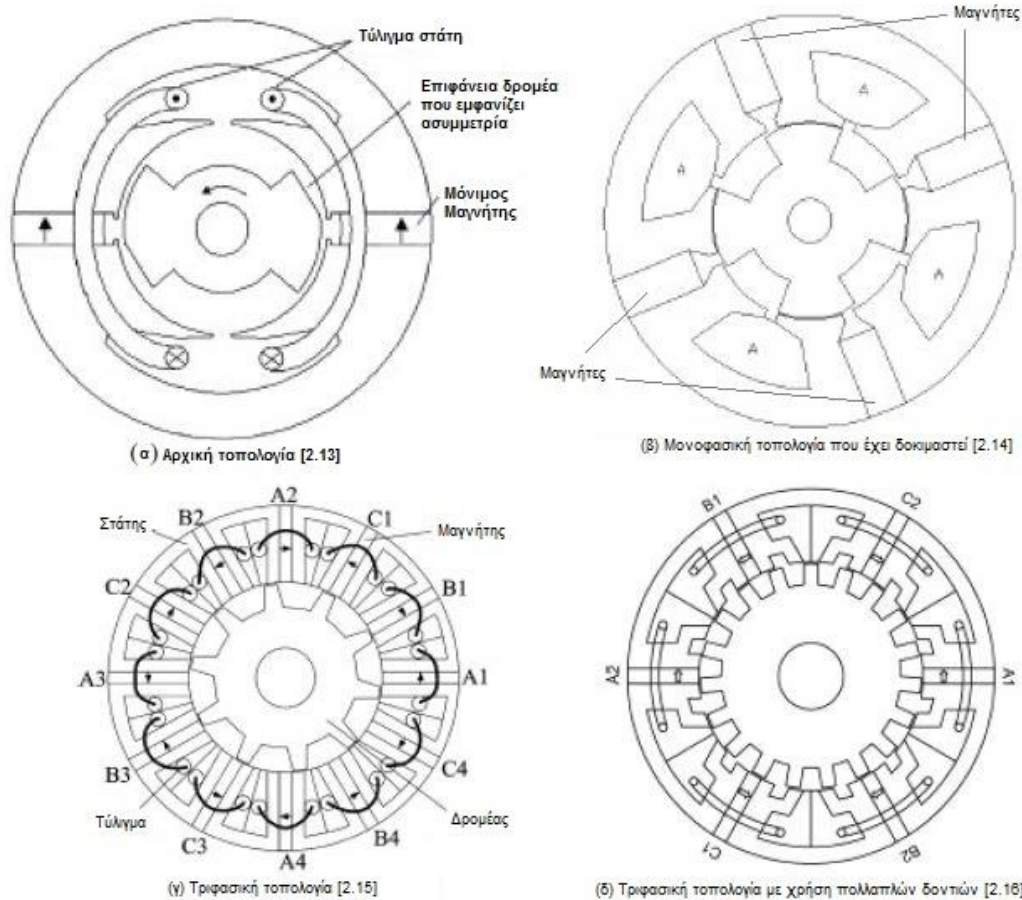 Τύλιγμα στάτη
Επιφάνεια δρομέα
που εμφανίζει
ασυμμετρία
Μόνιμος
Μαγνήτης
(α) Αρχική τοπολογία [2.13]
Μαγνήτες
A
A
A
A
Μαγνήτες
(β) Μονοφασική τοπολογία που έχει δοκιμαστεί [2.14]
A2
B2
C1
Στάτης
Μαγνήτης
C2
B1
A3
A1
B3
C4
Τύλιγμα
Δρομέας
C3
B4
A4
(γ) Τριφασική τοπολογία [2.15]
B1
C2
A2
A1
C1
B2
(δ) Τριφασική τοπολογία με χρήση πολλαπλών δοντιών [2.16]